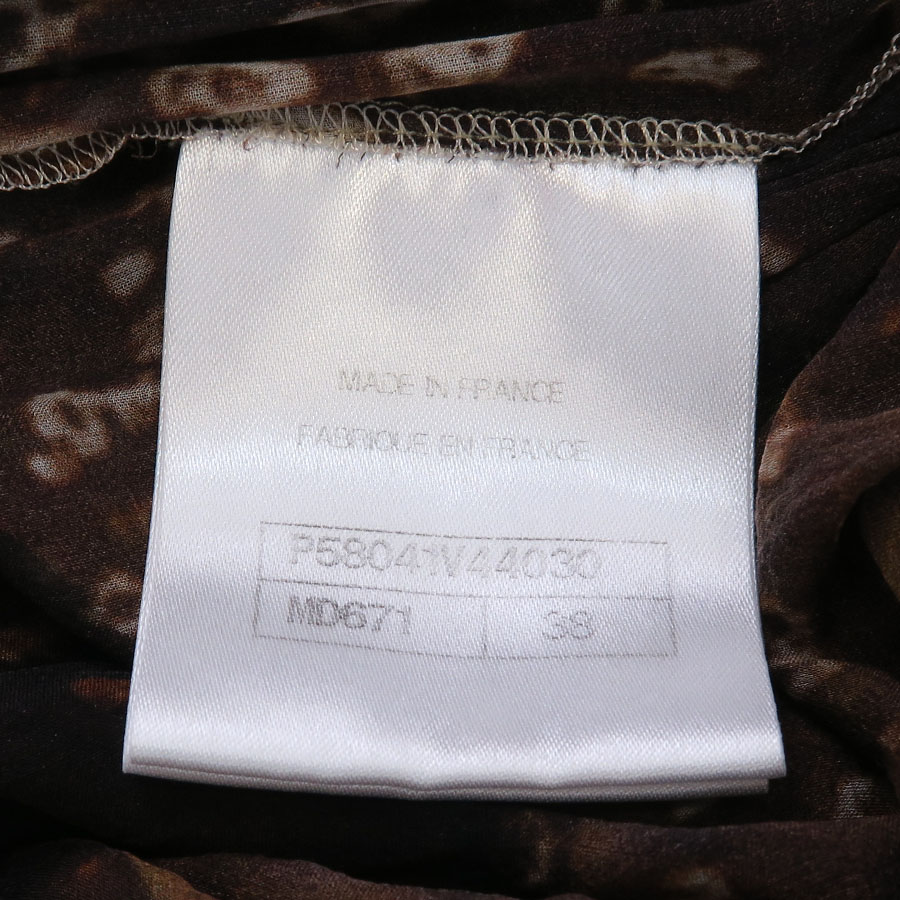 MADE IN FRANCE
FABRIQUE EN FRANCE
P58041V44030
MD671 38